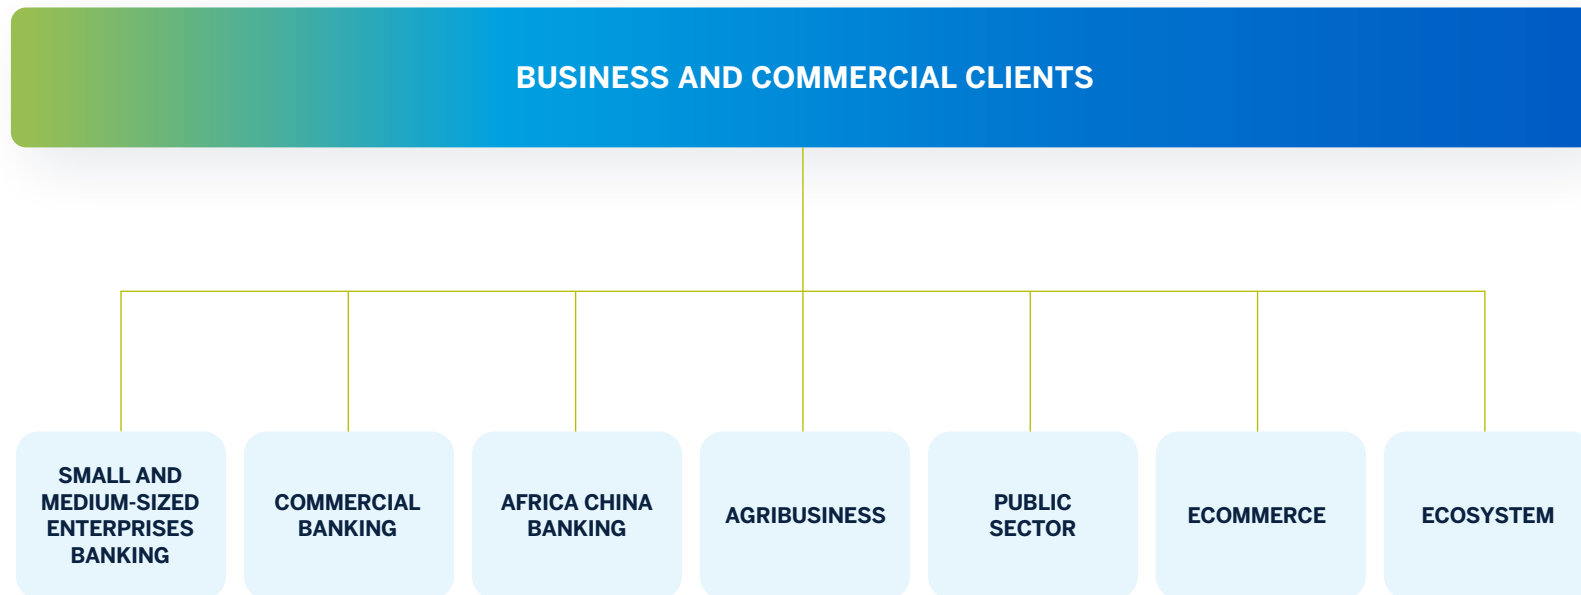 BUSINESS AND COMMERCIAL CLIENTS
SMALL AND
MEDIUM-SIZED
ENTERPRISES
BANKING
COMMERCIAL
BANKING
AFRICA CHINA
BANKING
AGRIBUSINESS
PUBLIC
SECTOR
ECOMMERCE
ECOSYSTEM